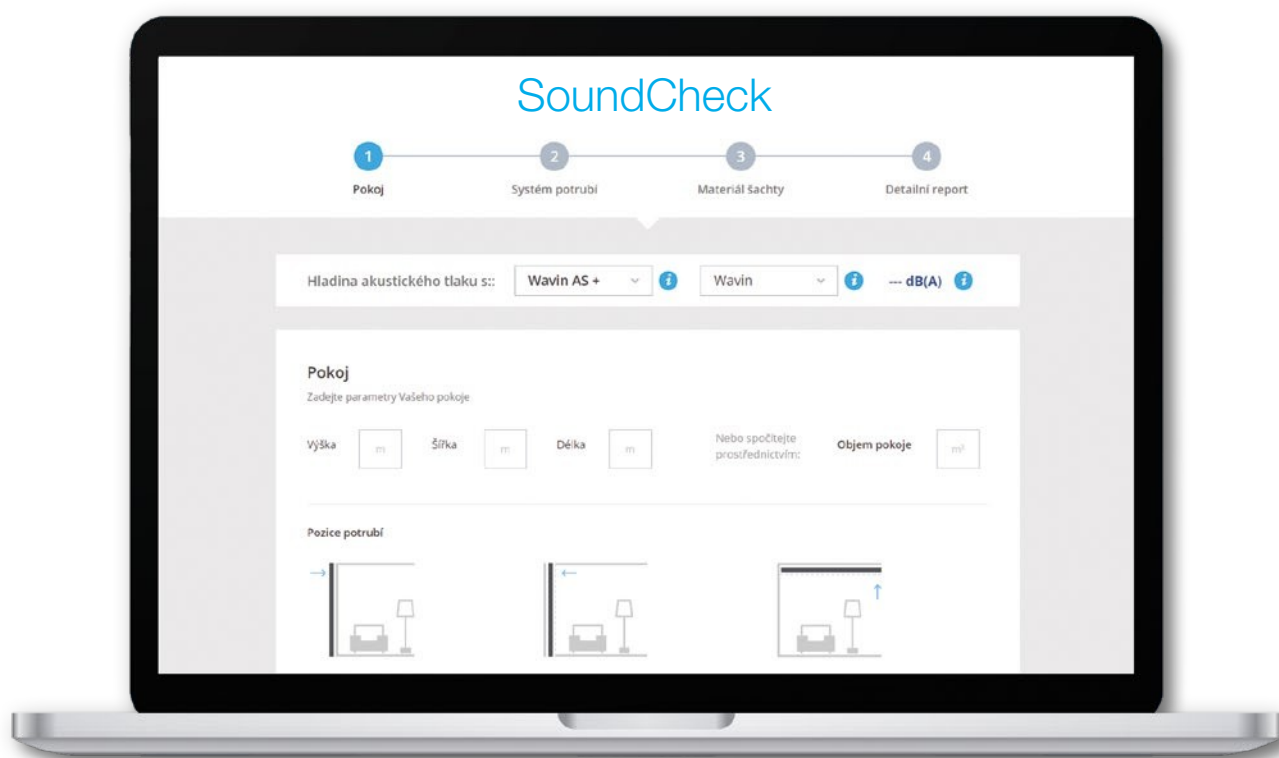 SoundCheck
1 2 3 4
Pokoj Systém potrubí Materiál šachty Detailní report
Hladina akustického tlaku s:: Wavin AS + i Wavin i --- dB(A) i
Pokoj
Zadejte parametry Vašeho pokoje
Výška m Šířka m Délka m Nebo spočítejte prostřednictvím: Objem pokoje m³
Pozice potrubí